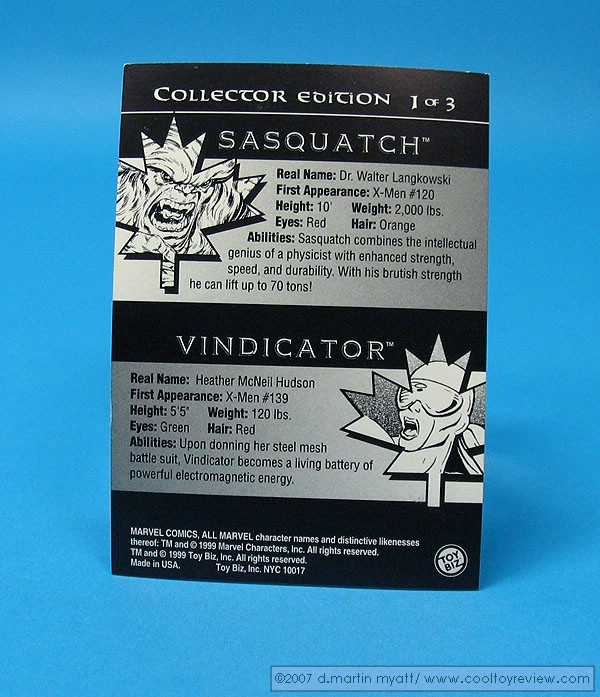 COLLECTOR EDITION 1 OF 3
SASQUATCH™
Real Name: Dr. Walter Langkowski
First Appearance: X-Men #120
Height: 10' Weight: 2,000 lbs.
Eyes: Red Hair: Orange
Abilities: Sasquatch combines the intellectual
genius of a physicist with enhanced strength,
speed, and durability. With his brutish strength
he can lift up to 70 tons!
VINDICATOR™
Real Name: Heather McNeil Hudson
First Appearance: X-Men #139
Height: 5'5" Weight: 120 lbs.
Eyes: Green Hair: Red
Abilities: Upon donning her steel mesh
battle suit, Vindicator becomes a living battery of
powerful electromagnetic energy.
MARVEL COMICS, ALL MARVEL character names and distinctive likenesses
thereof: TM and © 1999 Marvel Characters, Inc. All rights reserved.
TM and © 1999 Toy Biz, Inc. All rights reserved.
Made in USA. Toy Biz, Inc. NYC 10017
TOY
BIZ
©2007 d.martin myatt/ www.cooltoyreview.com